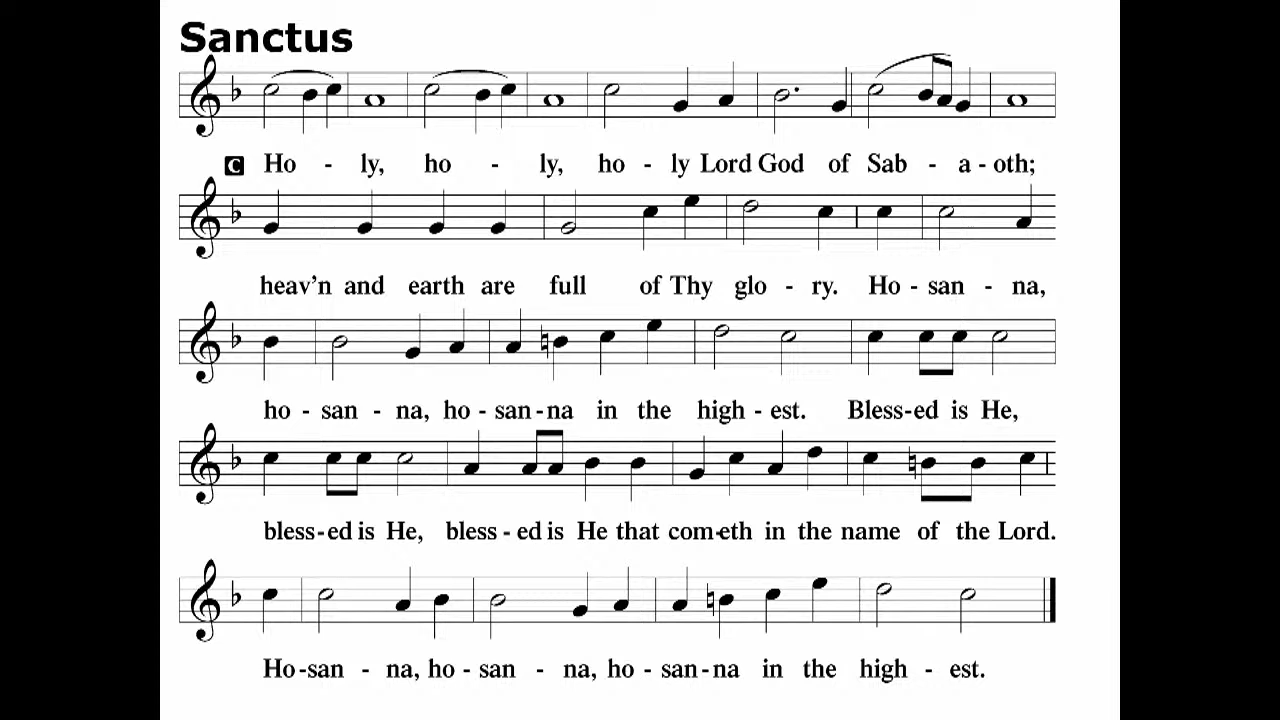 Sanctus
C Ho - ly, ho - ly, ho - ly Lord God of Sab - a - oth;
heav'n and earth are full of Thy glo - ry. Ho - san - na,
ho - san - na, ho - san - na in the high - est. Bless - ed is He,
bless - ed is He, bless - ed is He that com - eth in the name of the Lord.
Ho - san - na, ho - san - na, ho - san - na in the high - est.